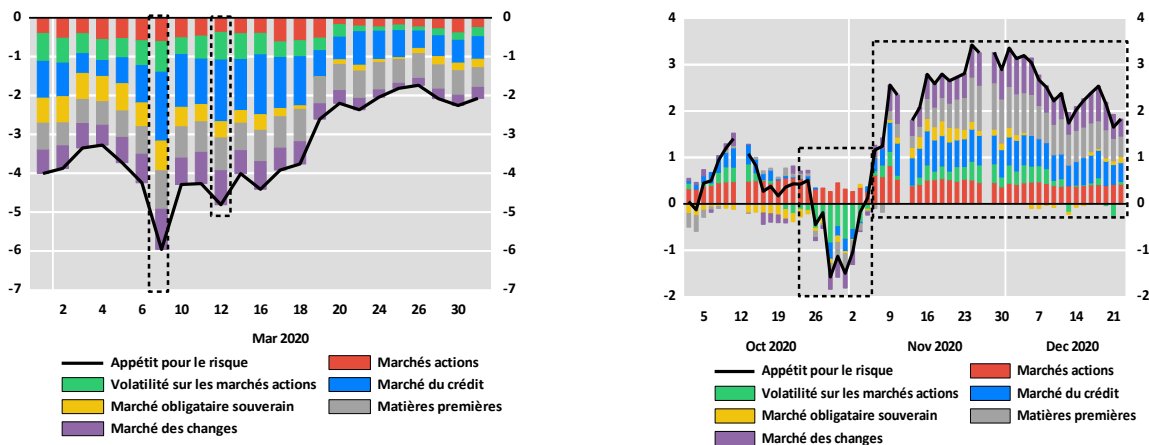 0 0
-1 -1
-2 -2
-3 -3
-4 -4
-5 -5
-6 -6
-7 -7
2 4 6 8 10 12 14 16 18 20 22 24 26 28 30
Mar 2020
Appétit pour le risque
Marchés actions
Volatilité sur les marchés actions
Marché du crédit
Marché obligataire souverain
Matières premières
Marché des changes
4 4
3 3
2 2
1 1
0 0
-1 -1
-2 -2
5 12 19 26 2 9 16 23 30 7 14 21
Oct 2020 Nov 2020 Dec 2020
Appétit pour le risque
Marchés actions
Volatilité sur les marchés actions
Marché du crédit
Marché obligataire souverain
Matières premières
Marché des changes